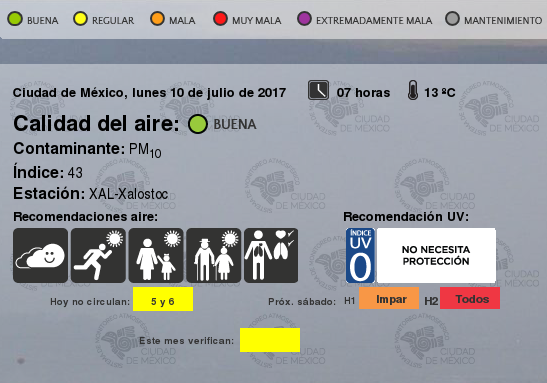 BUENA REGULAR MALA MUY MALA EXTREMADAMENTE MALA MANTENIMIENTO
Ciudad de México, lunes 10 de julio de 2017 07 horas 13 ºC
Calidad del aire: BUENA
Contaminante: PM10
Índice: 43
Estación: XAL-Xalostoc
Recomendaciones aire: Recomendación UV:
ÍNDICE
UV
0
NO NECESITA
PROTECCIÓN
Hoy no circulan: 5 y 6 Próx. sábado: H1 Impar H2 Todos
Este mes verifican:
CIUDAD
DE MÉXICO